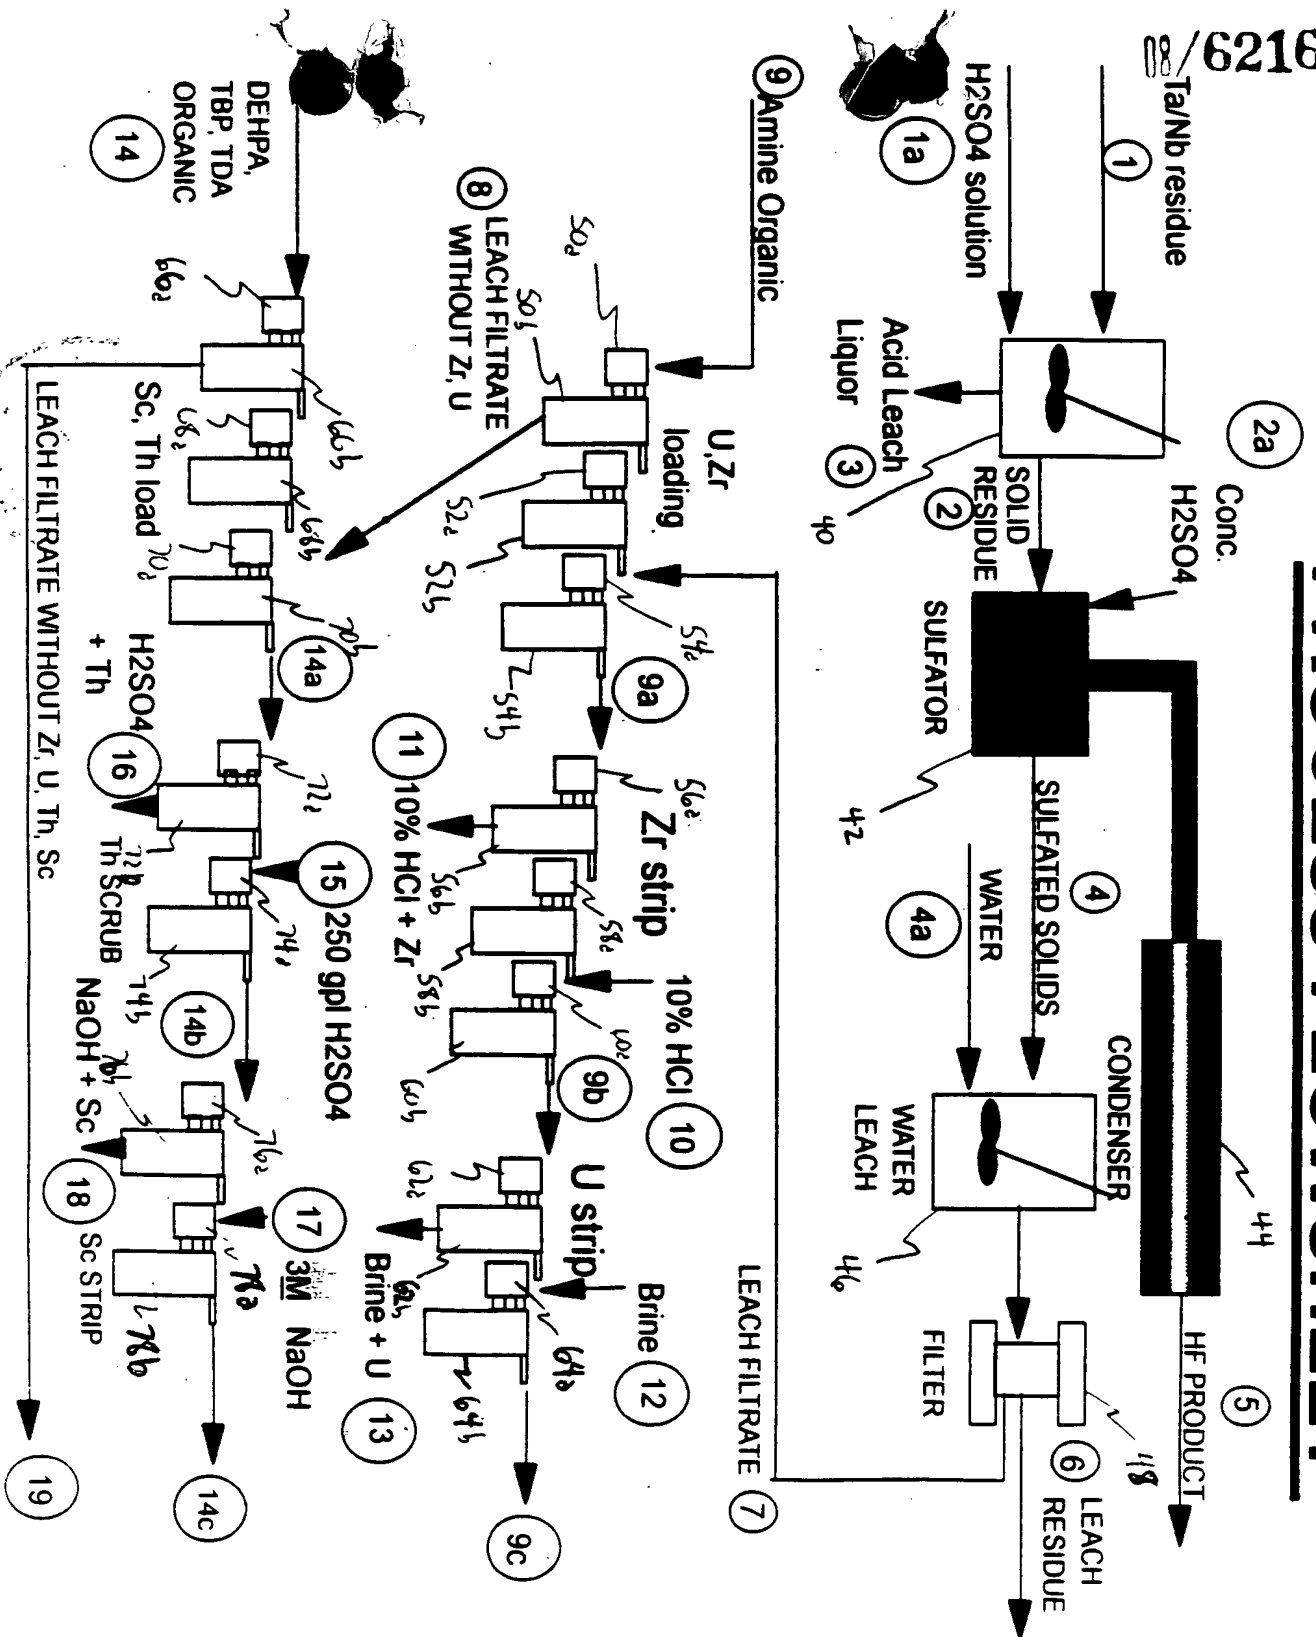 08/6216
Ta/Nb residue
1
H2SO4 solution
1a
2a
Conc.
H2SO4
Acid Leach
Liquor
3
40
SOLID
RESIDUE
2
SULFATOR
42
SULFATED SOLIDS
4
WATER
4a
CONDENSER
44
WATER
LEACH
46
HF PRODUCT
5
FILTER
48
6
LEACH
RESIDUE
LEACH FILTRATE
7
9
Amine Organic
50a
50b
U,Zr
loading
52a
52b
54a
54b
9a
8
LEACH FILTRATE
WITHOUT Zr, U
56a
Zr strip
56b
58a
58b
60a
60b
10% HCl
10
11
10% HCl + Zr
9b
U strip
62a
62b
Brine
12
64a
64b
Brine + U
13
9c
DEHPA,
TBP, TDA
ORGANIC
14
66a
66b
68a
68b
Sc, Th load
70a
70b
14a
H2SO4
+ Th
16
72a
72b
Th SCRUB
15
250 gpl H2SO4
74a
74b
14b
NaOH + Sc
18
76a
76b
17
3M NaOH
78a
78b
Sc STRIP
14c
LEACH FILTRATE WITHOUT Zr, U, Th, Sc
19